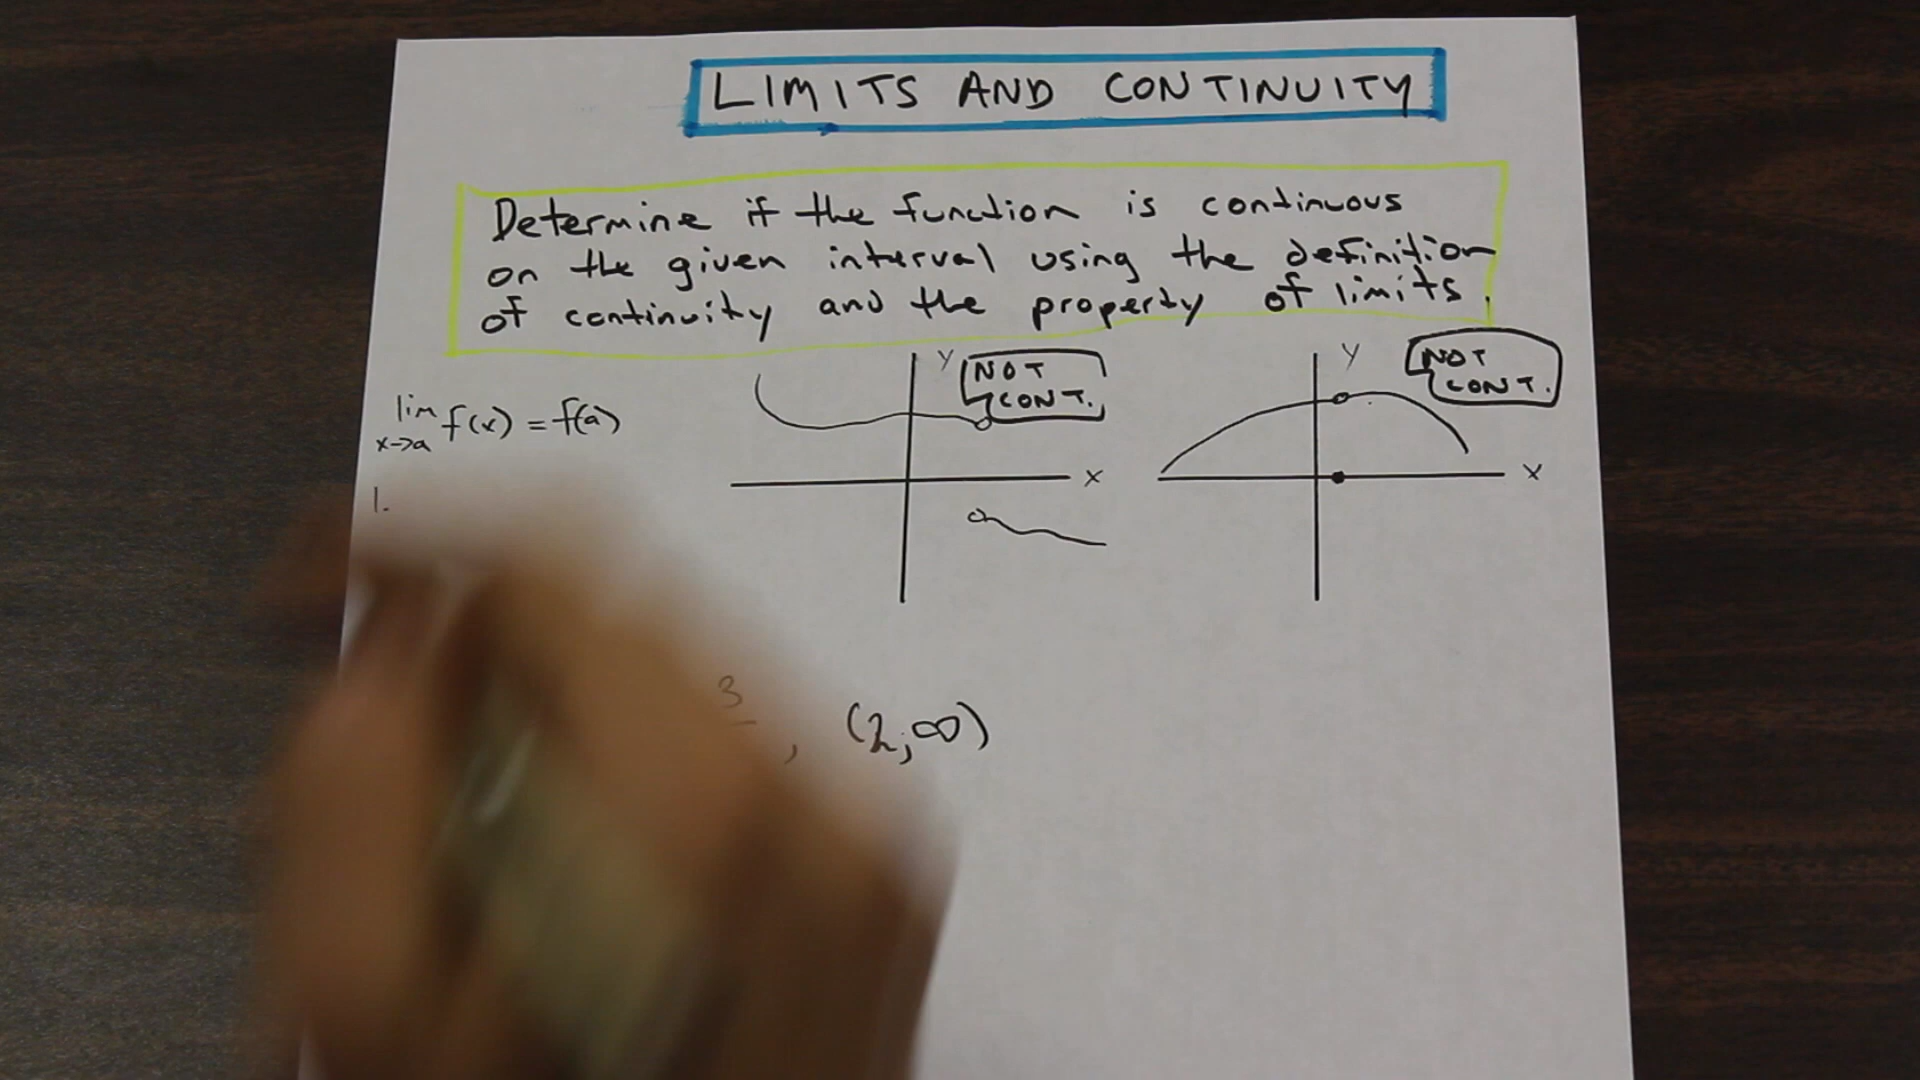 LIMITS AND CONTINUITY
Determine if the function is continuous
on the given interval using the definition
of continuity and the property of limits.
lim f(x) = f(a)
x→a
1.
Y
NOT
CONT.
X
Y
NOT
CONT.
X
3
, (2,∞)